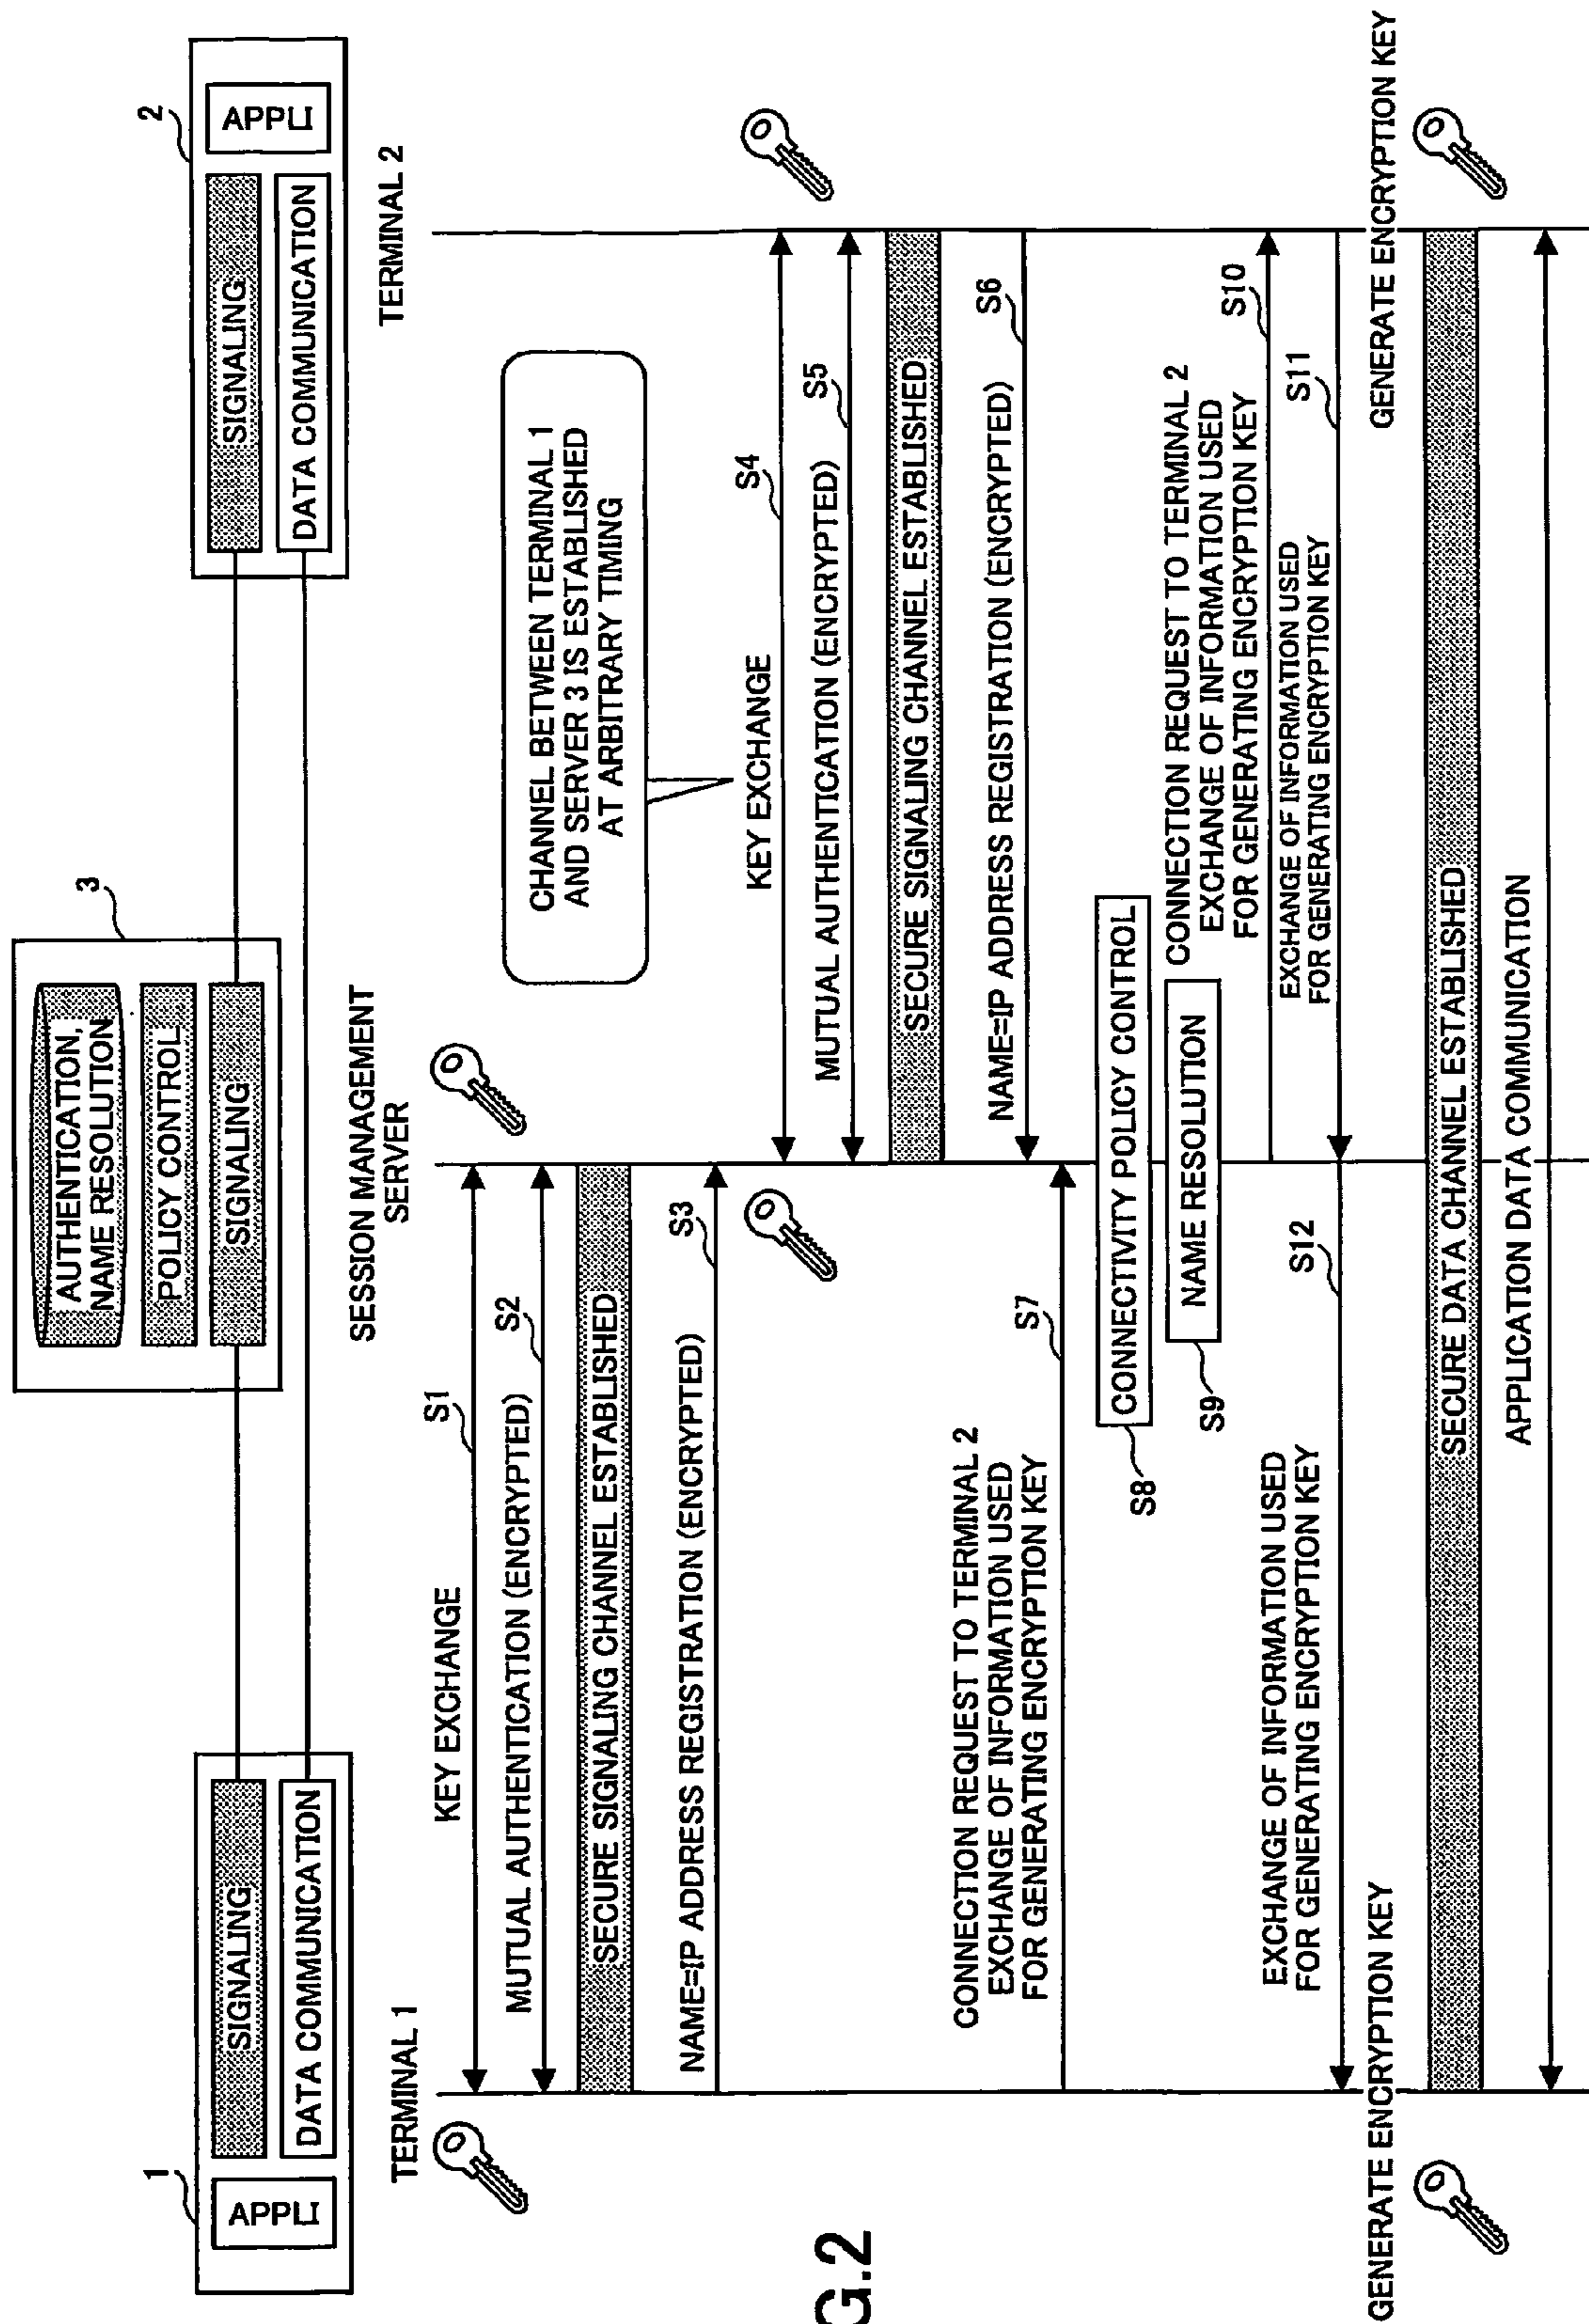 G.2
1
APPLI
SIGNALING
DATA COMMUNICATION
TERMINAL 1
3
AUTHENTICATION,
NAME RESOLUTION
POLICY CONTROL
SIGNALING
SESSION MANAGEMENT
SERVER
2
SIGNALING
DATA COMMUNICATION
APPLI
TERMINAL 2
KEY EXCHANGE
S1
MUTUAL AUTHENTICATION (ENCRYPTED)
S2
SECURE SIGNALING CHANNEL ESTABLISHED
NAME=IP ADDRESS REGISTRATION (ENCRYPTED)
S3
CHANNEL BETWEEN TERMINAL 1
AND SERVER 3 IS ESTABLISHED
AT ARBITRARY TIMING
KEY EXCHANGE
S4
MUTUAL AUTHENTICATION (ENCRYPTED)
S5
SECURE SIGNALING CHANNEL ESTABLISHED
NAME=IP ADDRESS REGISTRATION (ENCRYPTED)
S6
CONNECTION REQUEST TO TERMINAL 2
EXCHANGE OF INFORMATION USED
FOR GENERATING ENCRYPTION KEY
S7
S8
CONNECTIVITY POLICY CONTROL
S9
NAME RESOLUTION
CONNECTION REQUEST TO TERMINAL 2
EXCHANGE OF INFORMATION USED
FOR GENERATING ENCRYPTION KEY
S10
EXCHANGE OF INFORMATION USED
FOR GENERATING ENCRYPTION KEY
S11
EXCHANGE OF INFORMATION USED
FOR GENERATING ENCRYPTION KEY
S12
GENERATE ENCRYPTION KEY
GENERATE ENCRYPTION KEY
SECURE DATA CHANNEL ESTABLISHED
APPLICATION DATA COMMUNICATION